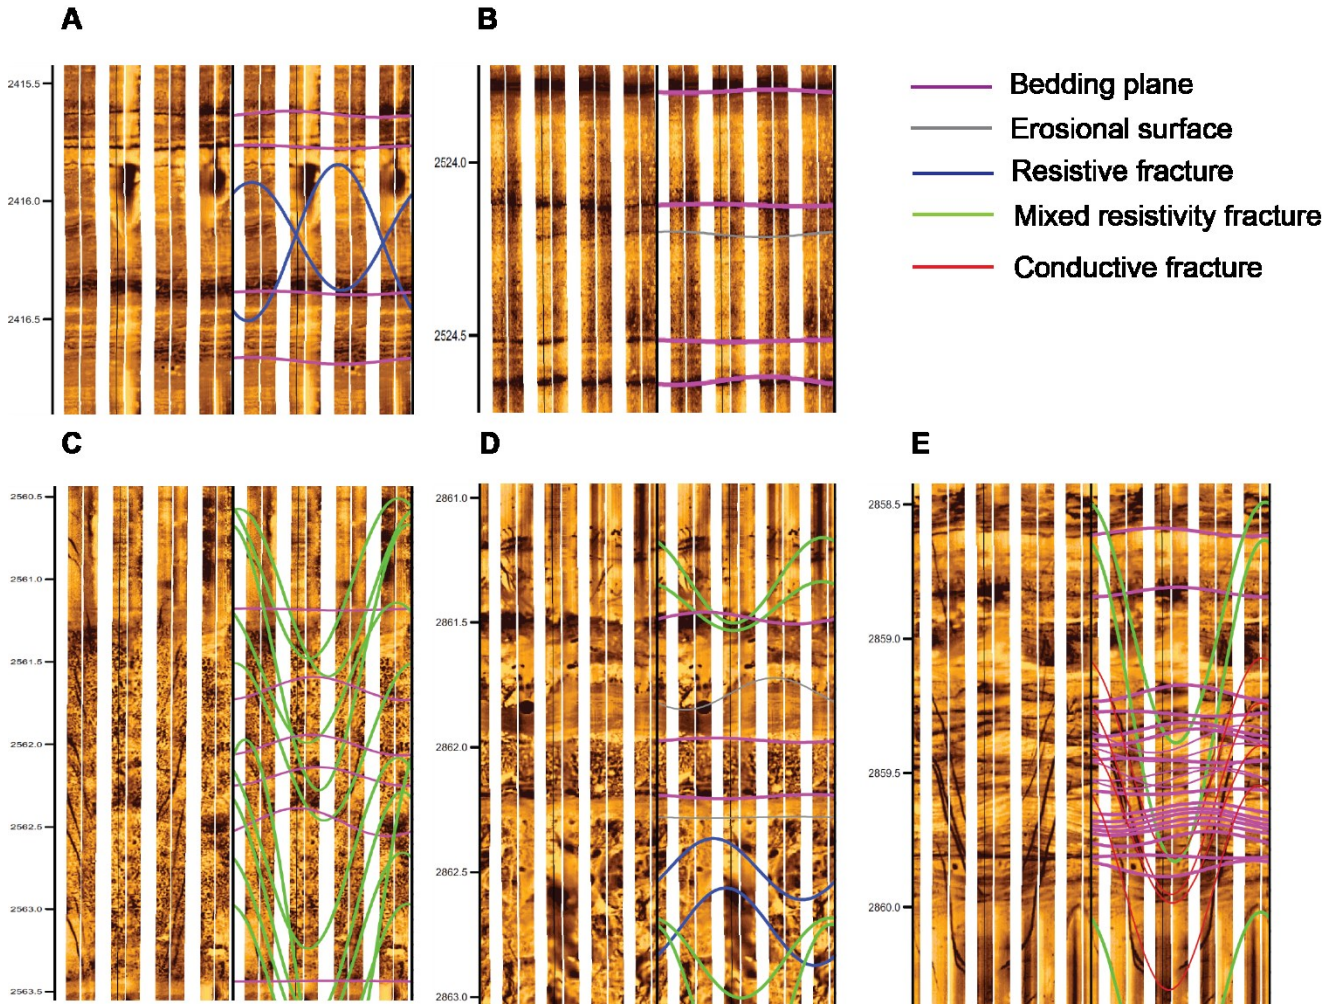 A
B
2415.5
2416.0
2416.5
2524.0
2524.5
Bedding plane
Erosional surface
Resistive fracture
Mixed resistivity fracture
Conductive fracture
C
D
E
2560.5
2561.0
2561.5
2562.0
2562.5
2563.0
2563.5
2861.0
2861.5
2862.0
2862.5
2863.0
2858.5
2859.0
2859.5
2860.0